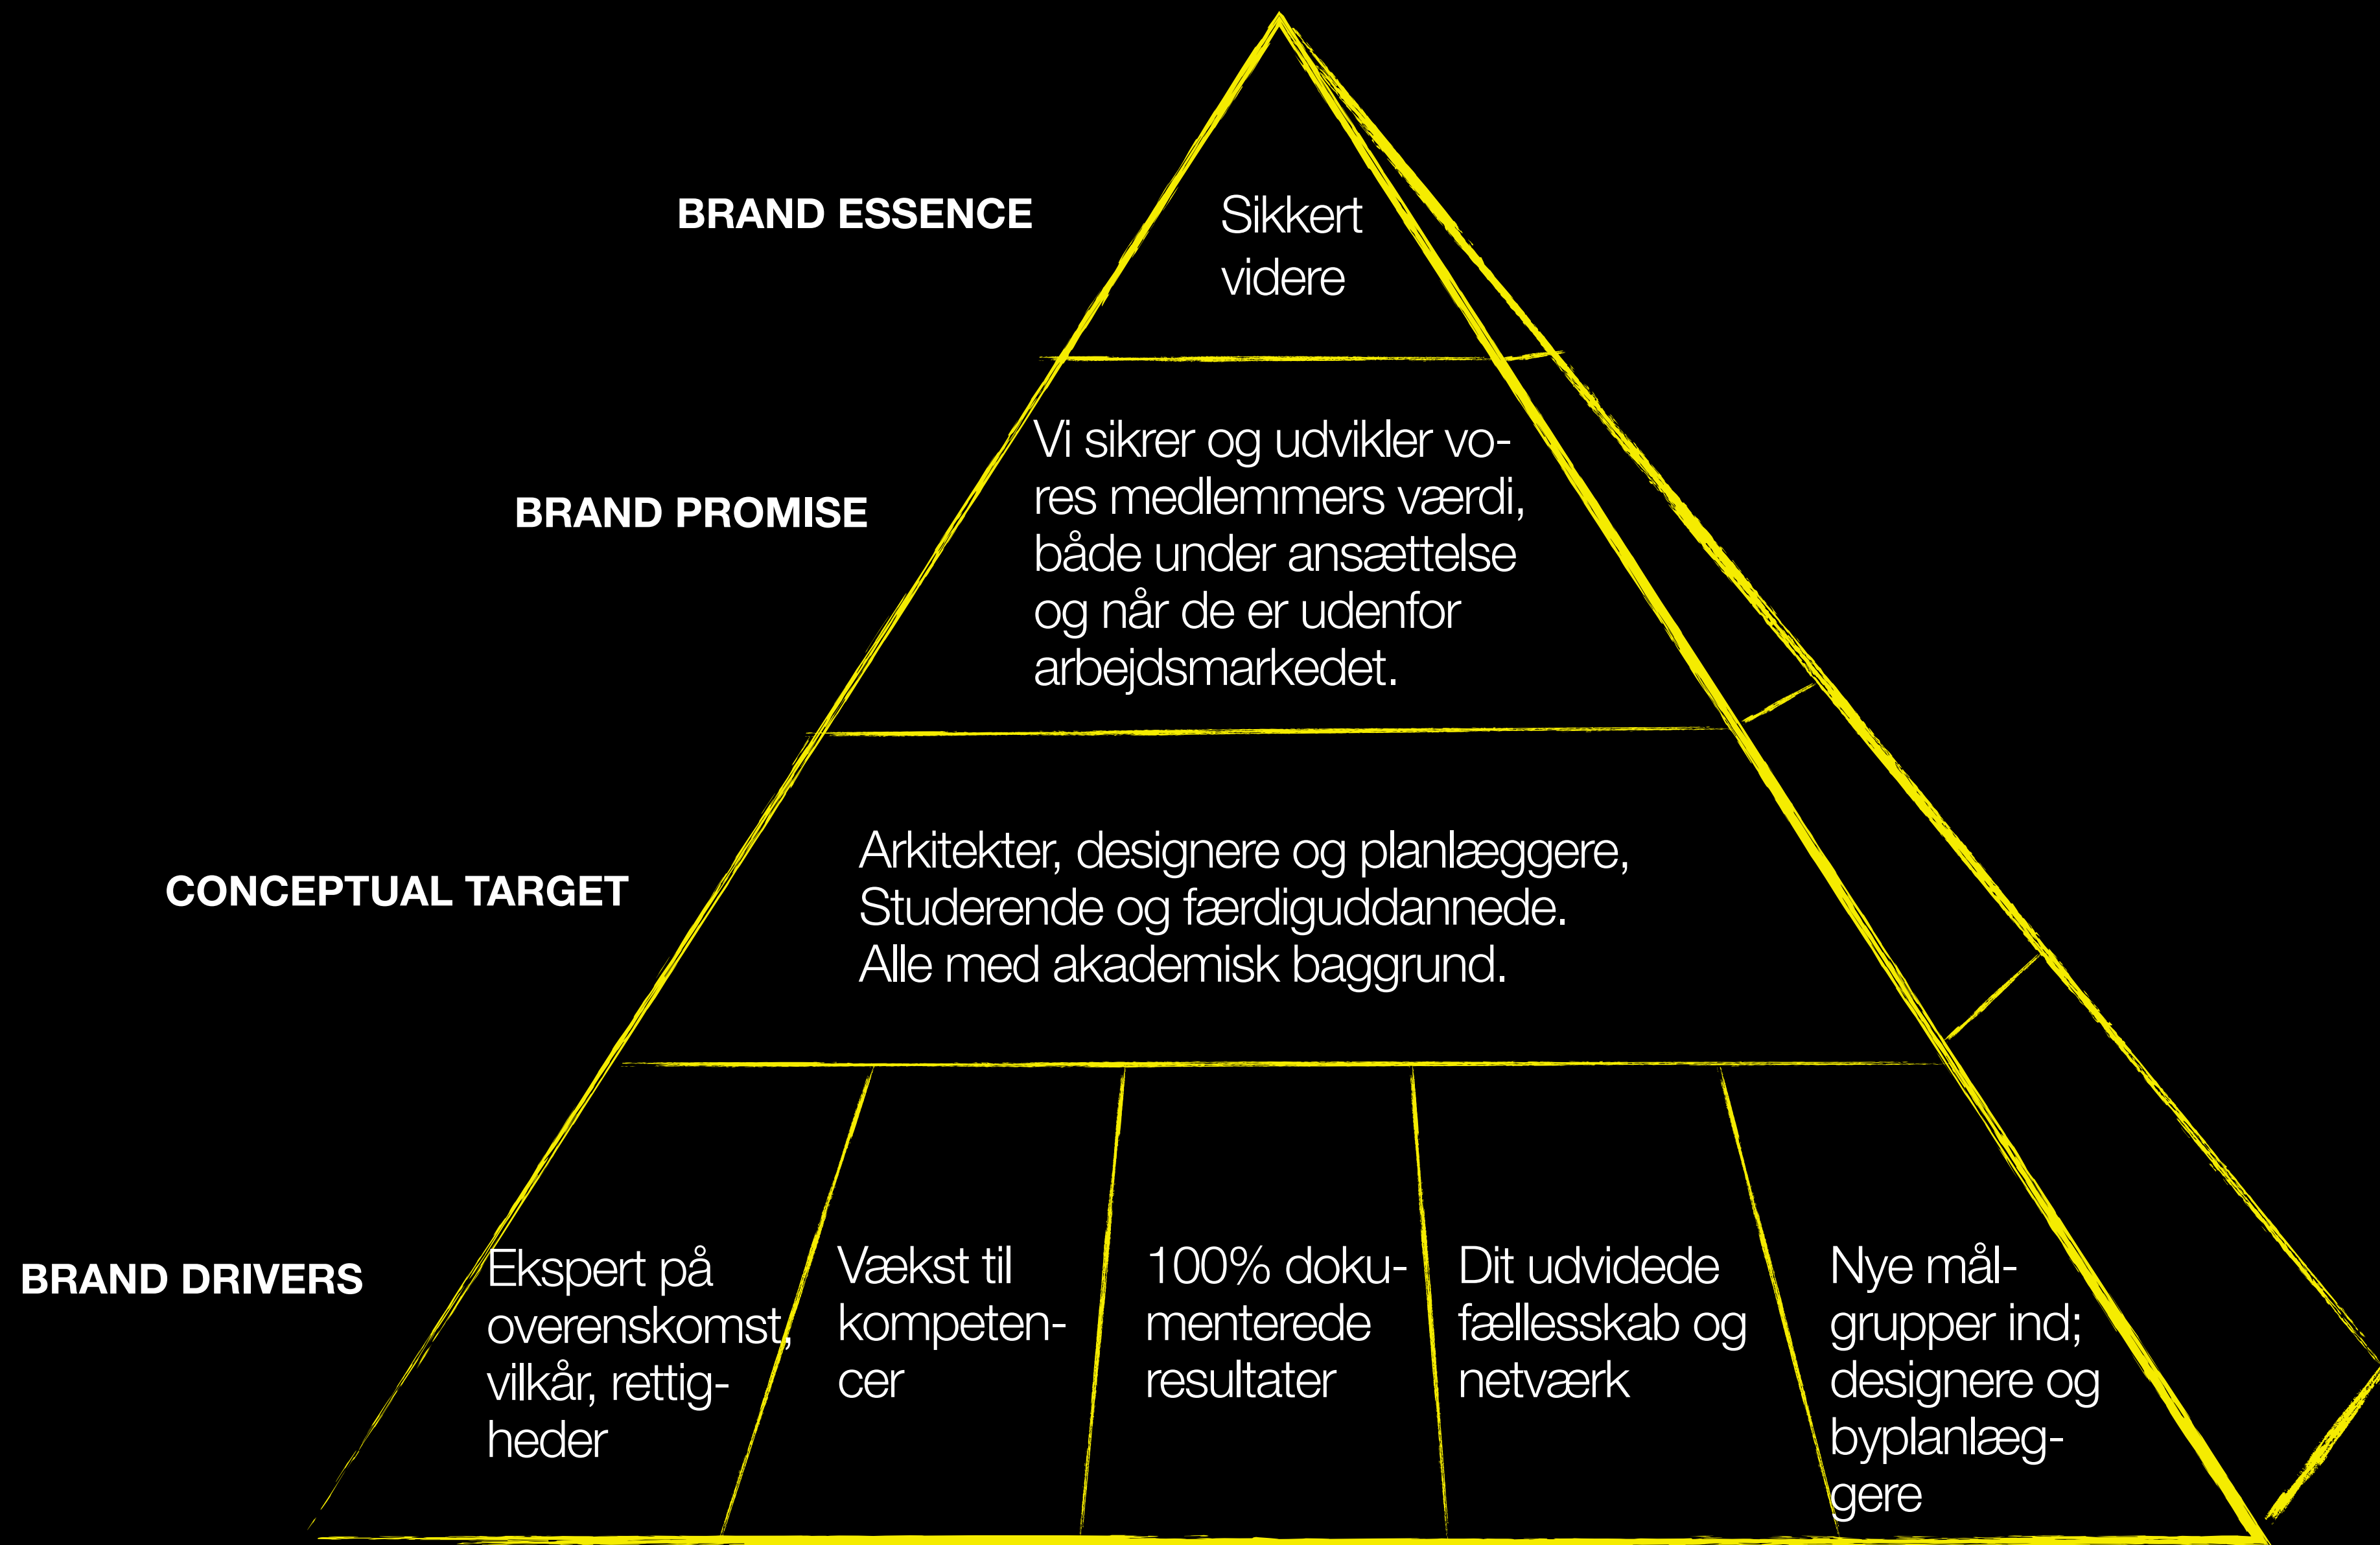 BRAND ESSENCE
Sikkert
videre
BRAND PROMISE
Vi sikrer og udvikler vo-
res medlemmers værdi,
både under ansættelse
og når de er udenfor
arbejdsmarkedet.
CONCEPTUAL TARGET
Arkitekter, designere og planlæggere,
Studerende og færdiguddannede.
Alle med akademisk baggrund.
BRAND DRIVERS
Ekspert på
overenskomst,
vilkår, rettig-
heder
Vækst til
kompeten-
cer
100% doku-
menterede
resultater
Dit udvidede
fællesskab og
netværk
Nye mål-
grupper ind;
designere og
byplanlæg-
gere